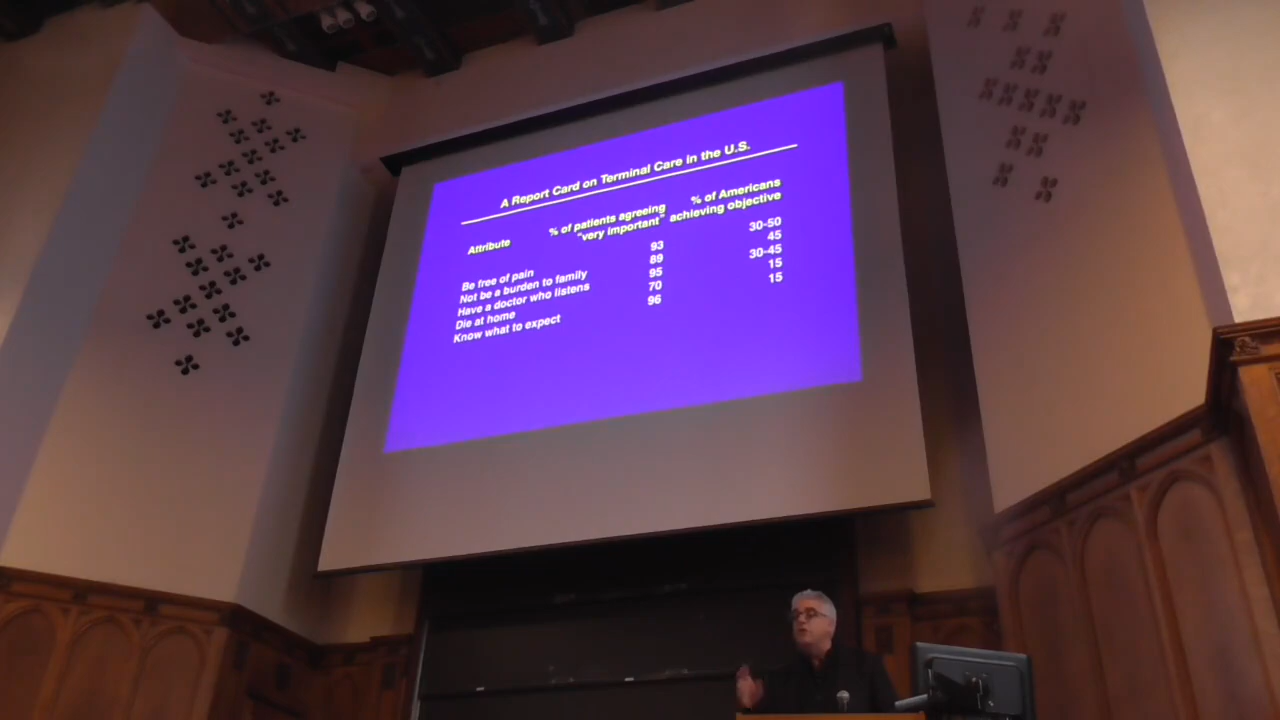 A Report Card on Terminal Care in the U.S.
Attribute % of patients agreeing "very important" % of Americans achieving objective
Be free of pain 93 30-50
Not be a burden to family 89 45
Have a doctor who listens 95 30-45
Die at home 70 15
Know what to expect 96 15